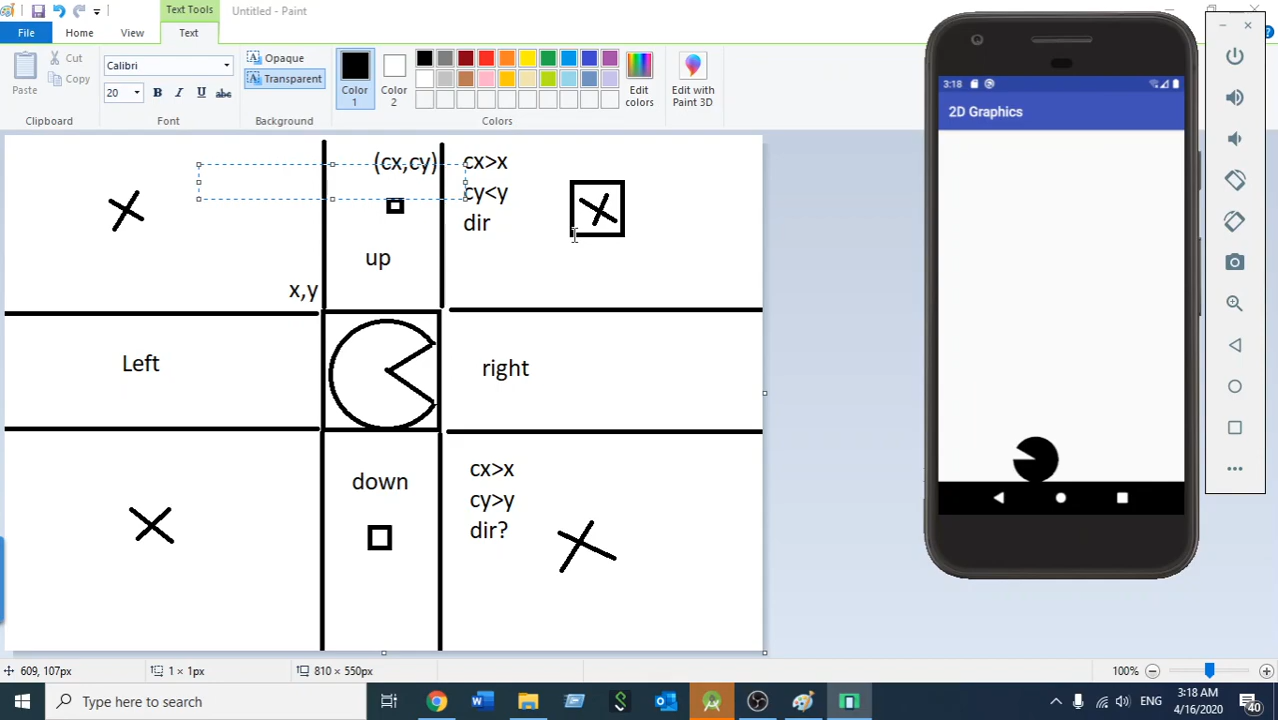 Text Tools
Untitled - Paint
File
Home
View
Text
Paste
Cut
Copy
Clipboard
Calibri
20
B I U abc
Font
Opaque
Transparent
Background
Color 1
Color 2
Edit colors
Edit with Paint 3D
Colors
(cx,cy)
cx>x
cy<y
dir
up
x,y
Left
right
down
cx>x
cy>y
dir?
3:18
2D Graphics
609, 107px
1 × 1px
810 × 550px
100%
Type here to search
ENG
3:18 AM
4/16/2020
40